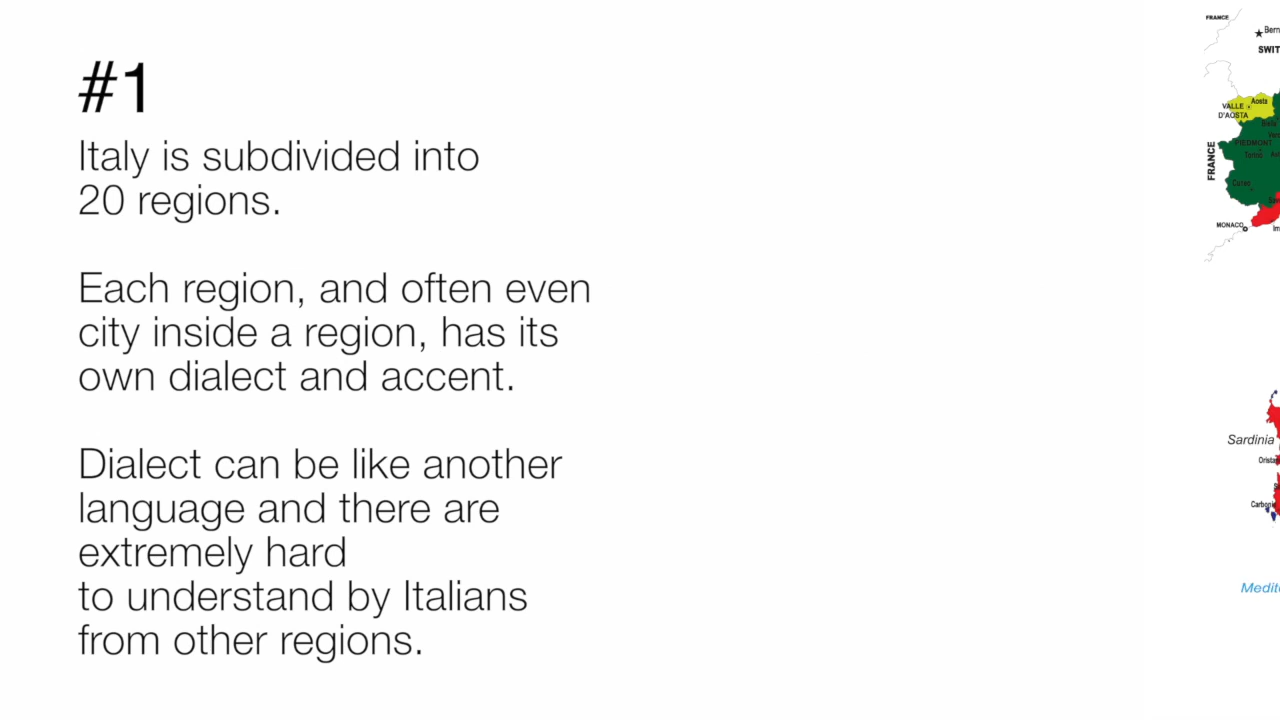 #1
Italy is subdivided into
20 regions.
Each region, and often even
city inside a region, has its
own dialect and accent.
Dialect can be like another
language and there are
extremely hard
to understand by Italians
from other regions.
FRANCE
SWIT
Aosta
VALLE
D'AOSTA
PIEDMONT
Torino
FRANCE
Cuneo
MONACO
Sardinia